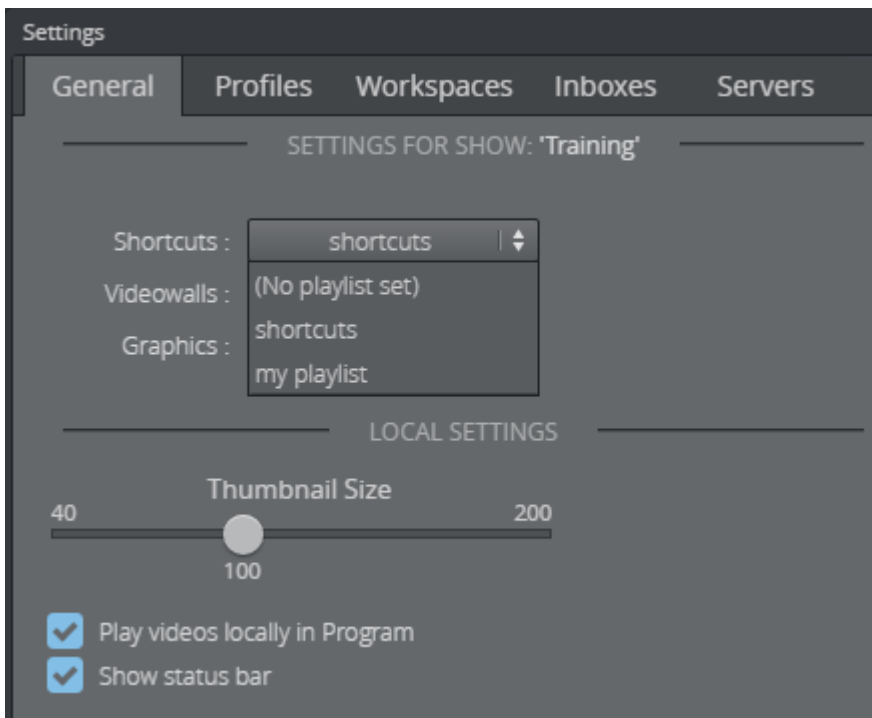 Settings
General Profiles Workspaces Inboxes Servers
SETTINGS FOR SHOW: 'Training'
Shortcuts : shortcuts
Videowalls : (No playlist set)
shortcuts
Graphics :
my playlist
LOCAL SETTINGS
Thumbnail Size
40 200
100
Play videos locally in Program
Show status bar